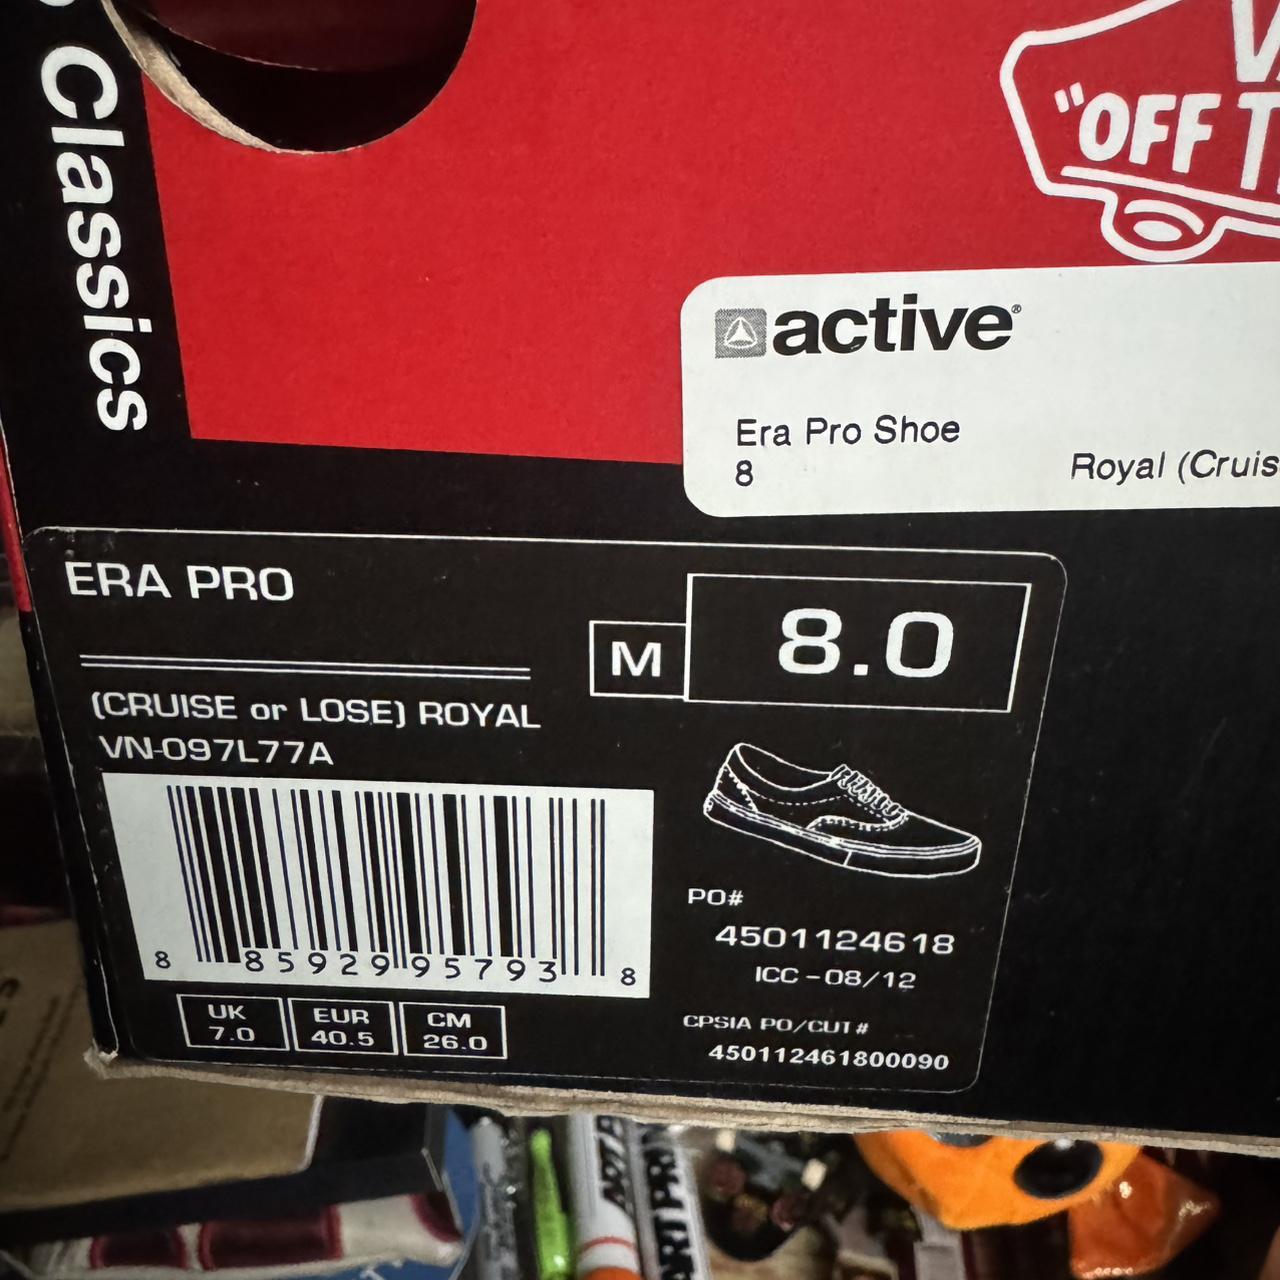 Classics
"OFF T
active®
Era Pro Shoe
8
Royal (Cruis
ERA PRO
M
8.0
(CRUISE or LOSE) ROYAL
VN-097L77A
8 85929 95793 8
PO#
4501124618
ICC - 08/12
CPSIA PO/CUT#
450112461800090
UK
7.0
EUR
40.5
CM
26.0
ART PRI